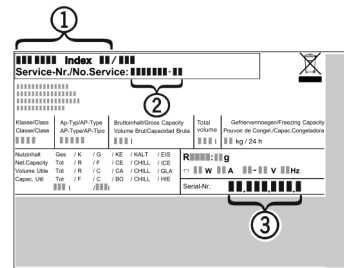 1
Index /
Service-Nr./No.Service: -
2
Klasse/Clase
Classe/Clase
Ap-Typ/AP-Type
AP-Type/AP-Tipo
Bruttoinhalt/Gross Capacity
Volume Brut/Capacidad Bruta
l
Total
volume
l
Gefriervermoegen/Freezing Capacity
Pouvoir de Congel./Capac.Congeladora
kg / 24 h
Nutzinhalt Ges / K / G / KE / KALT / EIS
Net.Capacity Tot / R / F / CE / CHILL / ICE
Volume Utile Tot / R / C / CA / CHILL / GLA
Capac. Util Tot / F / C / BO / CHILL / HIE
l / l
R : g
W A - V Hz
Serial-Nr. . . .
3